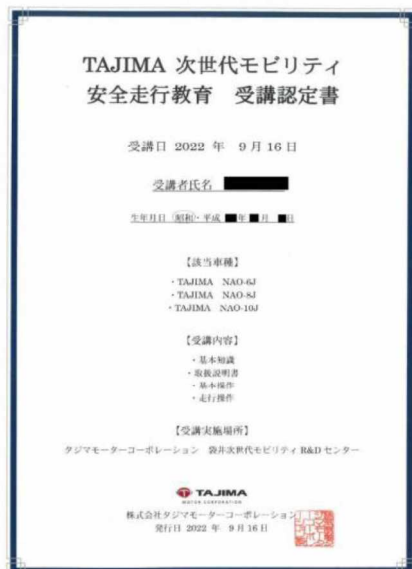 TAJIMA 次世代モビリティ
安全走行教育　受講認定書
受講日 2022 年　9 月 16 日
受講者氏名
生年月日　昭和・平成　年　月　日
【該当車種】
・TAJIMA　NAO-6J
・TAJIMA　NAO-8J
・TAJIMA　NAO-10J
【受講内容】
・基本知識
・取扱説明書
・基本操作
・走行操作
【受講実施場所】
タジマモーターコーポレーション　袋井次世代モビリティ R&D センター
TAJIMA
MOTOR CORPORATION
株式会社タジマモーターコーポレーション
発行日 2022 年　9 月 16 日